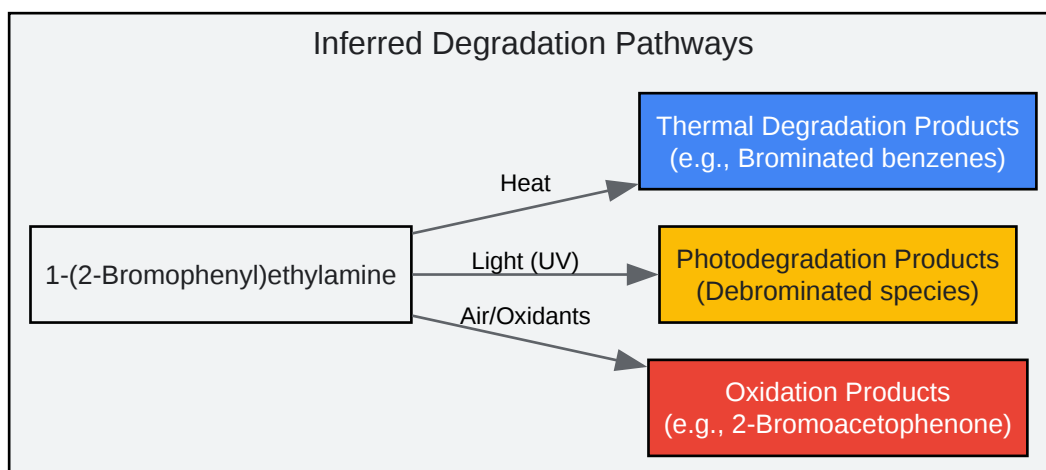 Inferred Degradation Pathways
Thermal Degradation Products
(e.g., Brominated benzenes)
Heat
1-(2-Bromophenyl)ethylamine
Light (UV)
Photodegradation Products
(Debrominated species)
Air/Oxidants
Oxidation Products
(e.g., 2-Bromoacetophenone)